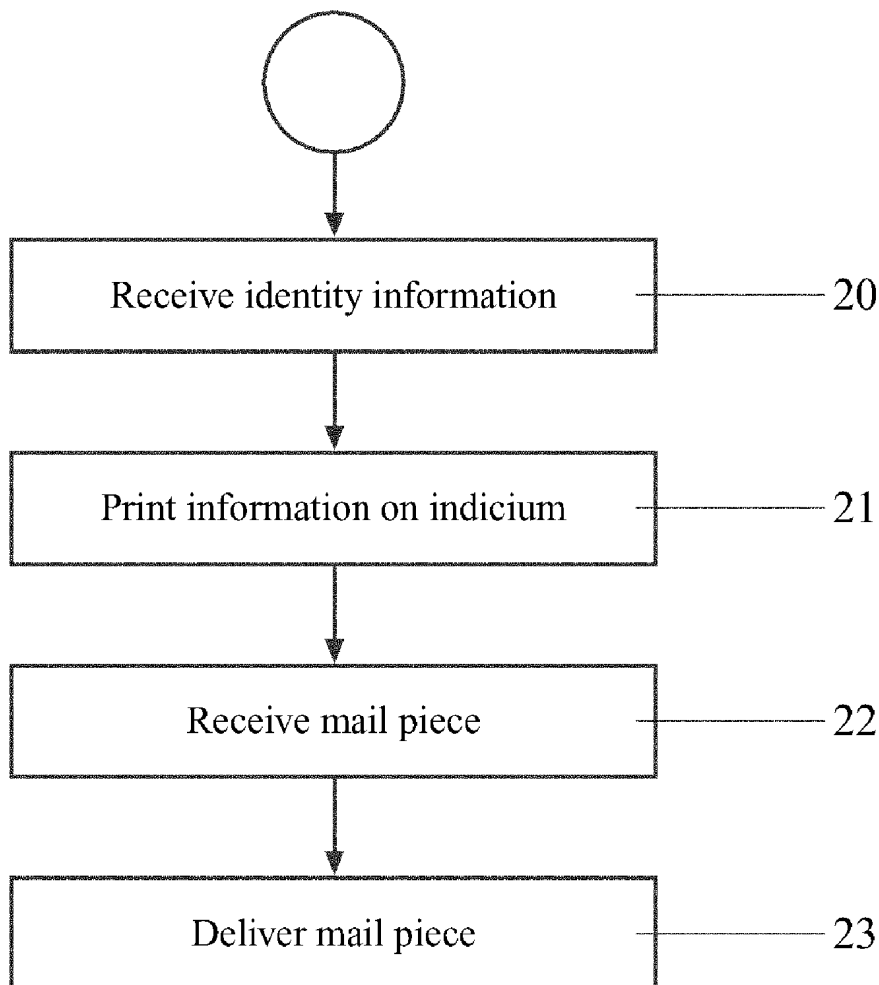 Receive identity information 20
Print information on indicium 21
Receive mail piece 22
Deliver mail piece 23